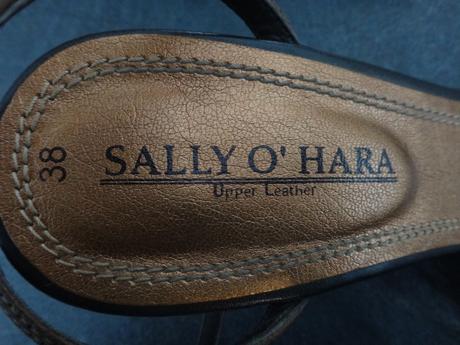 38
SALLY O' HARA
Upper Leather